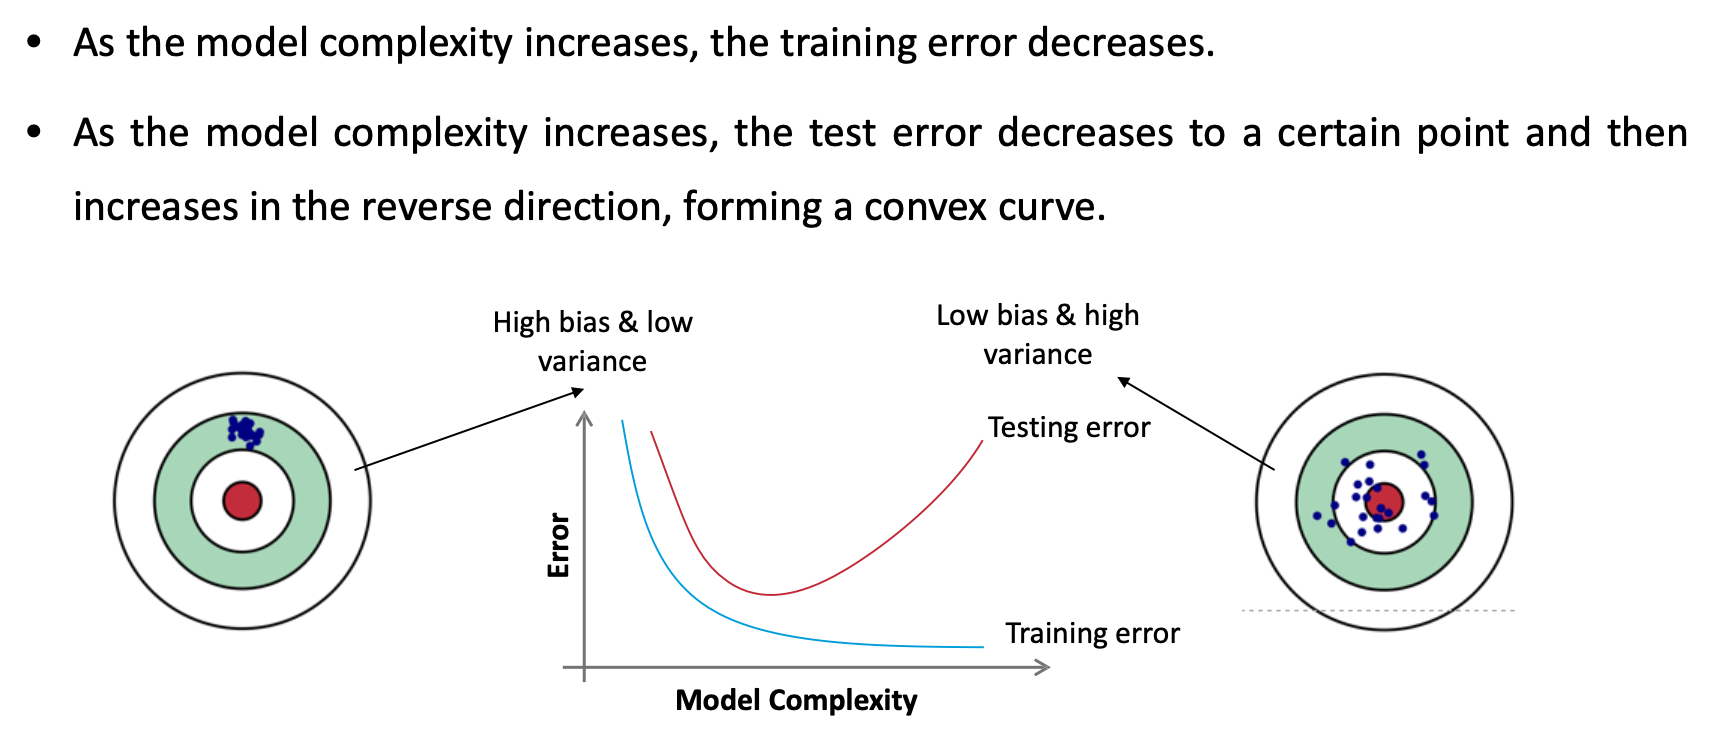 • As the model complexity increases, the training error decreases.
• As the model complexity increases, the test error decreases to a certain point and then
increases in the reverse direction, forming a convex curve.
High bias & low
variance
Low bias & high
variance
Testing error
Error
Training error
Model Complexity